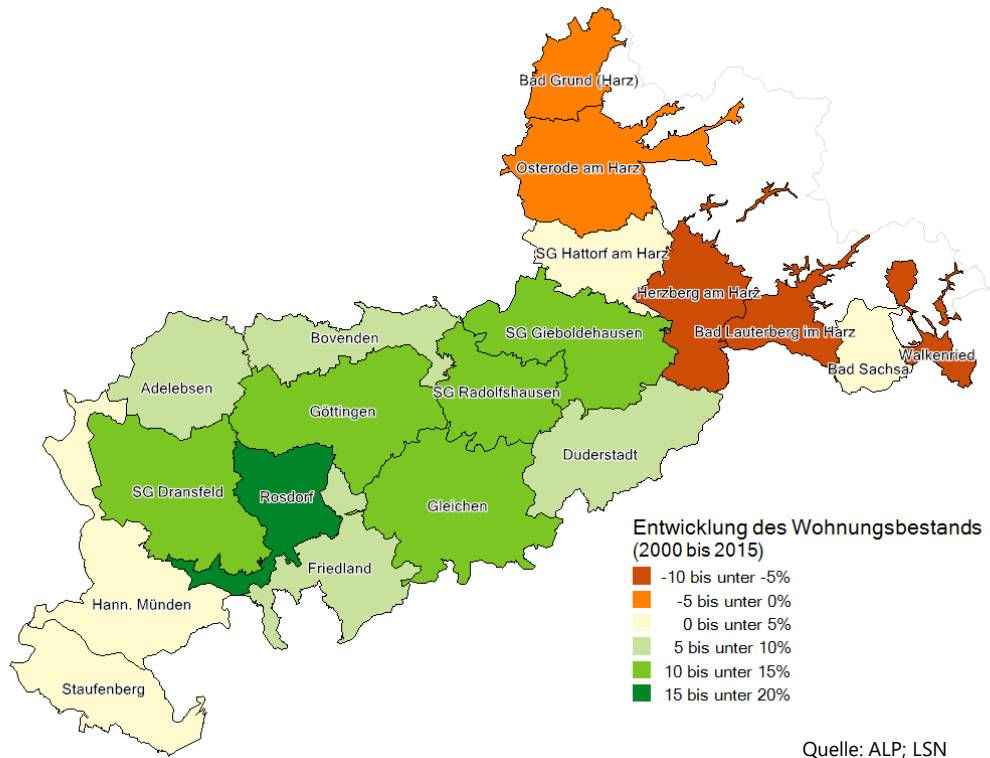 Bad Grund (Harz)
Osterode am Harz
SG Hattorf am Harz
Herzberg am Harz
SG Gieboldehausen
Bad Lauterberg im Harz
Bovenden
Walkenried
Bad Sachsa
Adelebsen
SG Radolfshausen
Göttingen
Duderstadt
SG Dransfeld
Rosdorf
Gleichen
Friedland
Hann. Münden
Staufenberg
Entwicklung des Wohnungsbestands
(2000 bis 2015)
-10 bis unter -5%
-5 bis unter 0%
0 bis unter 5%
5 bis unter 10%
10 bis unter 15%
15 bis unter 20%
Quelle: ALP; LSN